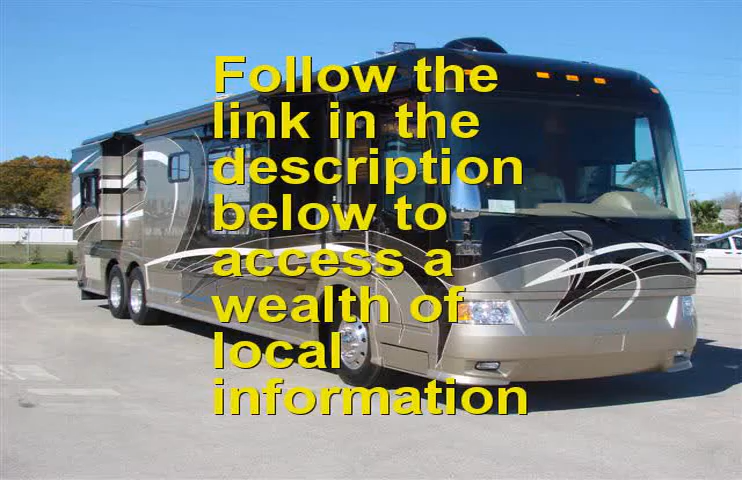 Follow the
link in the
description
below to
access a
wealth of
local
information